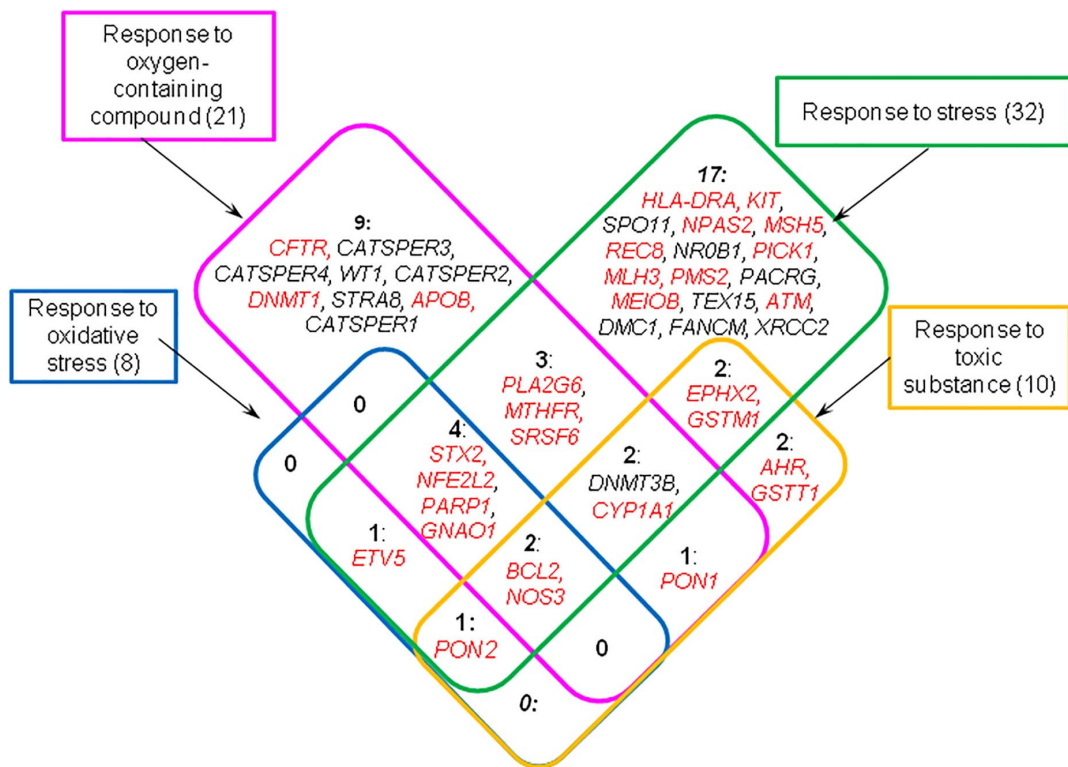 Response to
oxygen-
containing
compound (21)
Response to stress (32)
Response to
oxidative
stress (8)
Response to
toxic
substance (10)
9:
CFTR, CATSPER3,
CATSPER4, WT1, CATSPER2,
DNMT1, STRA8, APOB,
CATSPER1
17:
HLA-DRA, KIT,
SPO11, NPAS2, MSH5,
REC8, NR0B1, PICK1,
MLH3, PMS2, PACRG,
MEIOB, TEX15, ATM,
DMC1, FANCM, XRCC2
3:
PLA2G6,
MTHFR,
SRSF6
2:
EPHX2,
GSTM1
0
0
4:
STX2,
NFE2L2,
PARP1,
GNAO1
2:
DNMT3B,
CYP1A1
2:
AHR,
GSTT1
1:
ETV5
2:
BCL2,
NOS3
1:
PON1
1:
PON2
0
0: